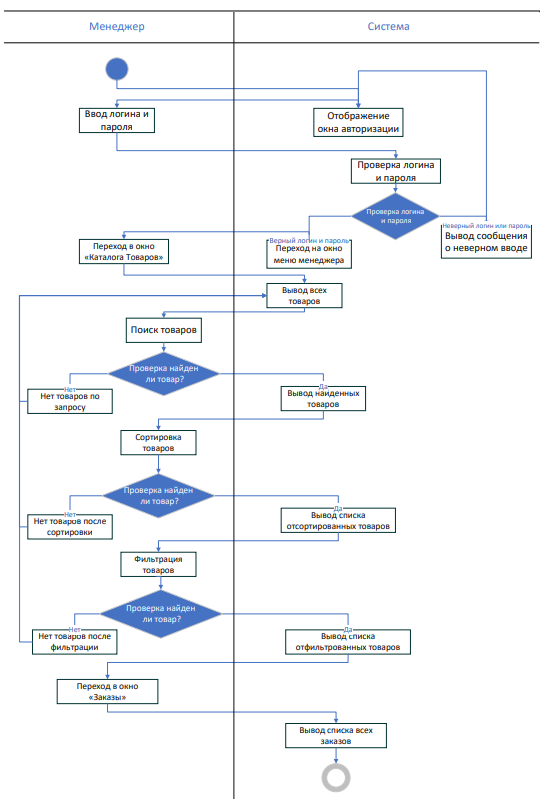 Менеджер
Система
Ввод логина и
пароля
Отображение
окна авторизации
Проверка логина
и пароля
Проверка логина
и пароля
Верный логин и пароль
Неверный логин или пароль
Вывод сообщения
о неверном вводе
Переход в окно
«Каталога Товаров»
Переход на окно
меню менеджера
Вывод всех
товаров
Поиск товаров
Проверка найден
ли товар?
Нет
Да
Нет товаров по
запросу
Вывод найденных
товаров
Сортировка
товаров
Проверка найден
ли товар?
Нет
Да
Нет товаров после
сортировки
Вывод списка
отсортированных товаров
Фильтрация
товаров
Проверка найден
ли товар?
Нет
Да
Нет товаров после
фильтрации
Вывод списка
отфильтрованных товаров
Переход в окно
«Заказы»
Вывод списка всех
заказов